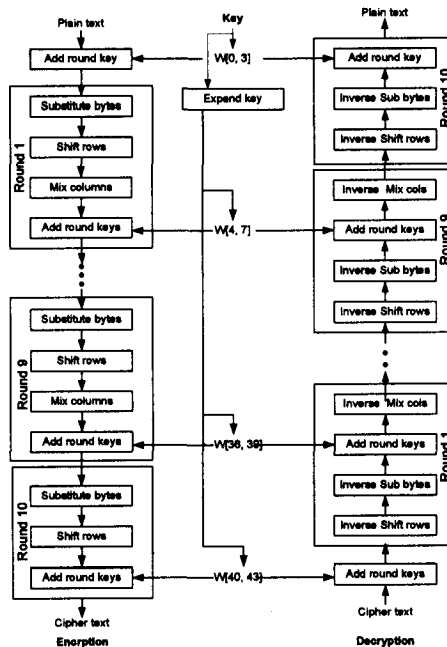 Plain text
Add round key
Round 1
Substitute bytes
Shift rows
Mix columns
Add round keys
Round 9
Substitute bytes
Shift rows
Mix columns
Add round keys
Round 10
Substitute bytes
Shift rows
Add round keys
Cipher text
Encrption
Key
W[0, 3]
Expend key
W[4, 7]
W[36, 39]
W[40, 43]
Plain text
Add round key
Inverse Sub bytes
Inverse Shift rows
Round 10
Inverse Mix cols
Add round keys
Inverse Sub bytes
Inverse Shift rows
Round 9
Inverse Mix cols
Add round keys
Inverse Sub bytes
Inverse Shift rows
Round 1
Add round keys
Cipher text
Decryption